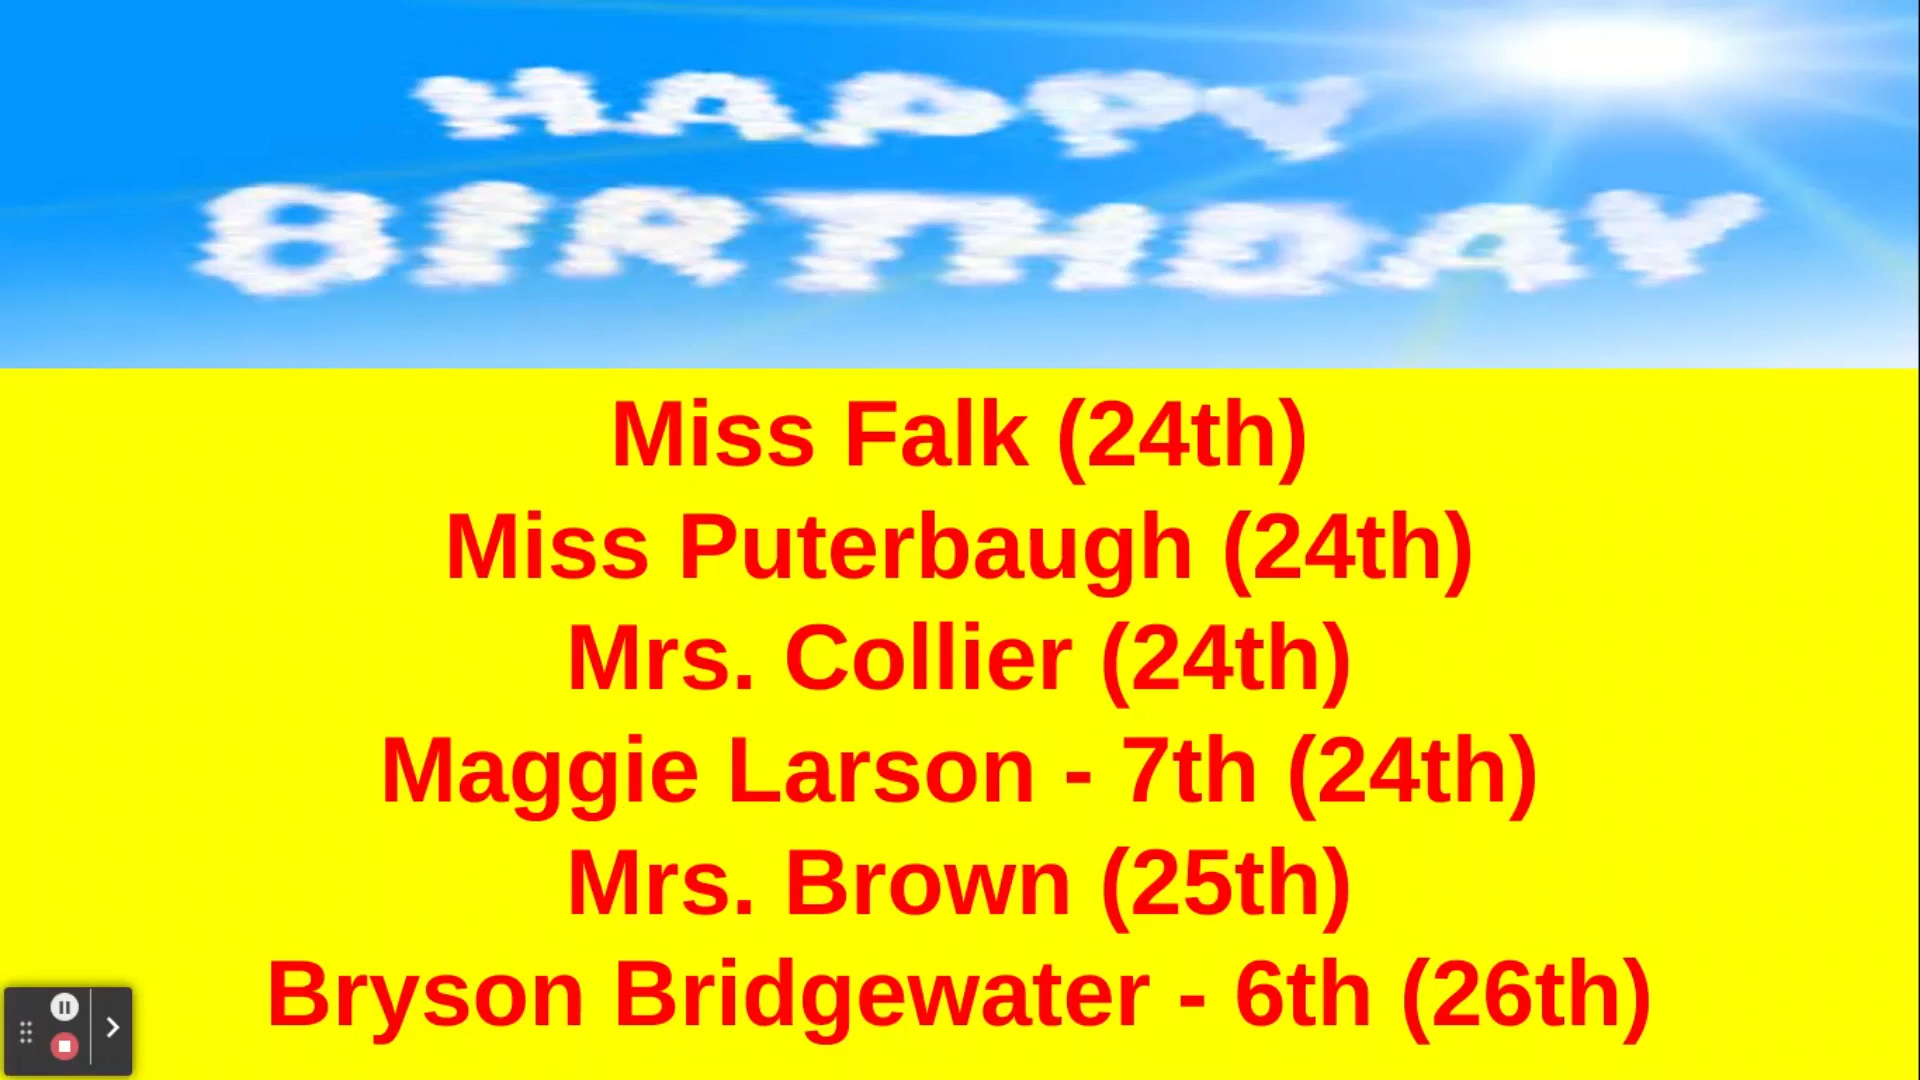 HAPPY
BIRTHDAY
Miss Falk (24th)
Miss Puterbaugh (24th)
Mrs. Collier (24th)
Maggie Larson - 7th (24th)
Mrs. Brown (25th)
Bryson Bridgewater - 6th (26th)